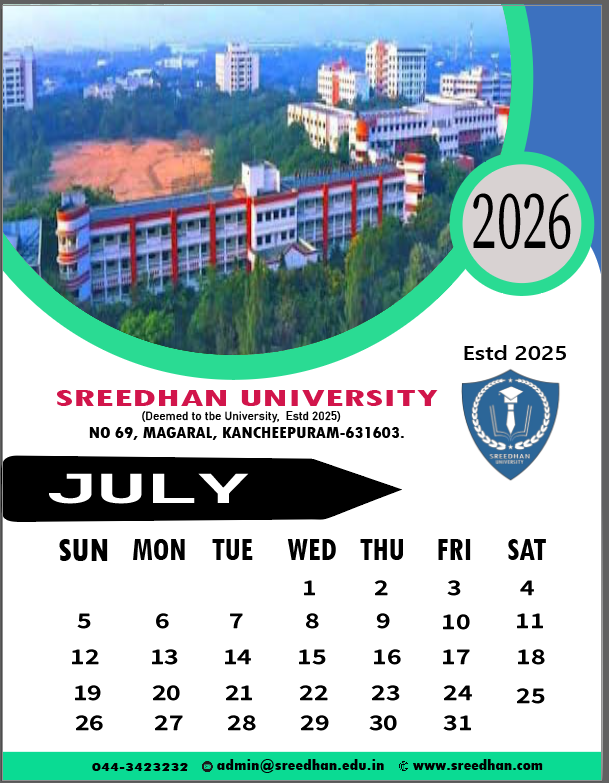 2026
Estd 2025
SREEDHAN UNIVERSITY
(Deemed to tbe University, Estd 2025)
NO 69, MAGARAL, KANCHEEPURAM-631603.
SREEDHAN
UNIVERSITY
JULY
SUN MON TUE WED THU FRI SAT
1 2 3 4
5 6 7 8 9 10 11
12 13 14 15 16 17 18
19 20 21 22 23 24 25
26 27 28 29 30 31
044-3423232 admin@sreedhan.edu.in www.sreedhan.com